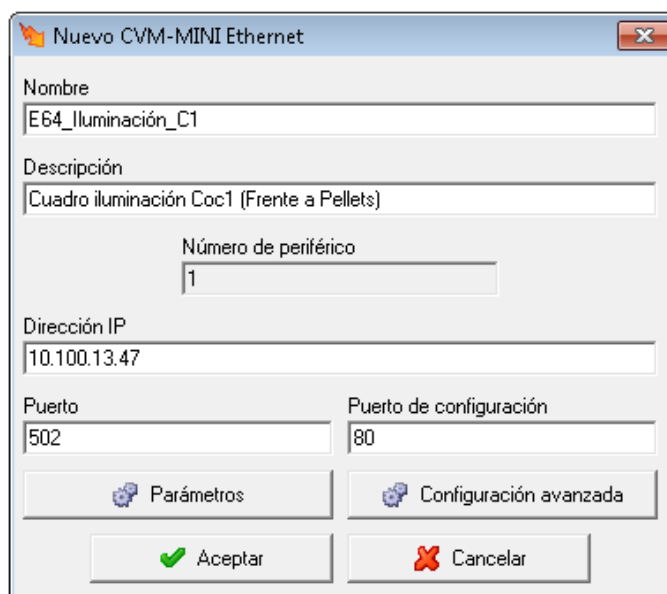 Nuevo CVM-MINI Ethernet
Nombre
E64_Iluminación_C1
Descripción
Cuadro iluminación Coc1 (Frente a Pellets)
Número de periférico
1
Dirección IP
10.100.13.47
Puerto
Puerto de configuración
502
80
Parámetros
Configuración avanzada
Aceptar
Cancelar